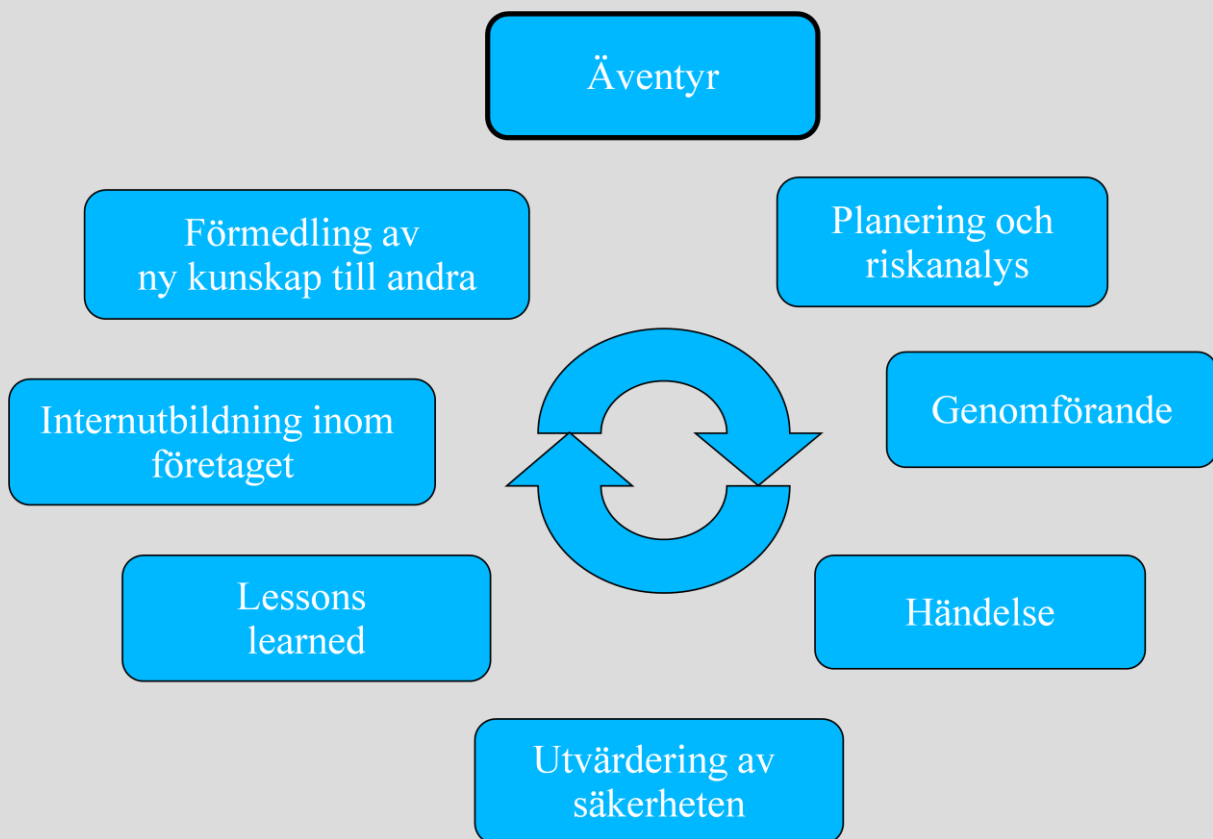 Äventyr
Planering och
riskanalys
Genomförande
Händelse
Utvärdering av
säkerheten
Lessons
learned
Internutbildning inom
företaget
Förmedling av
ny kunskap till andra